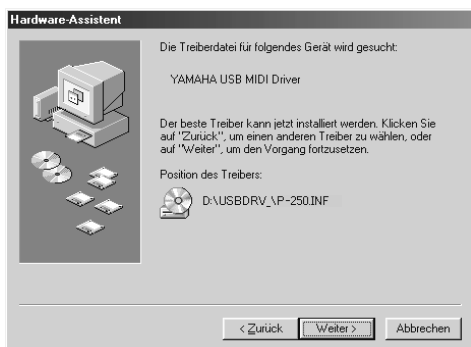 Hardware-Assistent
Die Treiberdatei für folgendes Gerät wird gesucht:
YAMAHA USB MIDI Driver
Der beste Treiber kann jetzt installiert werden. Klicken Sie
auf "Zurück", um einen anderen Treiber zu wählen, oder
auf "Weiter", um den Vorgang fortzusetzen.
Position des Treibers:
D:\USBDRV_\P-250.INF
< Zurück
Weiter >
Abbrechen